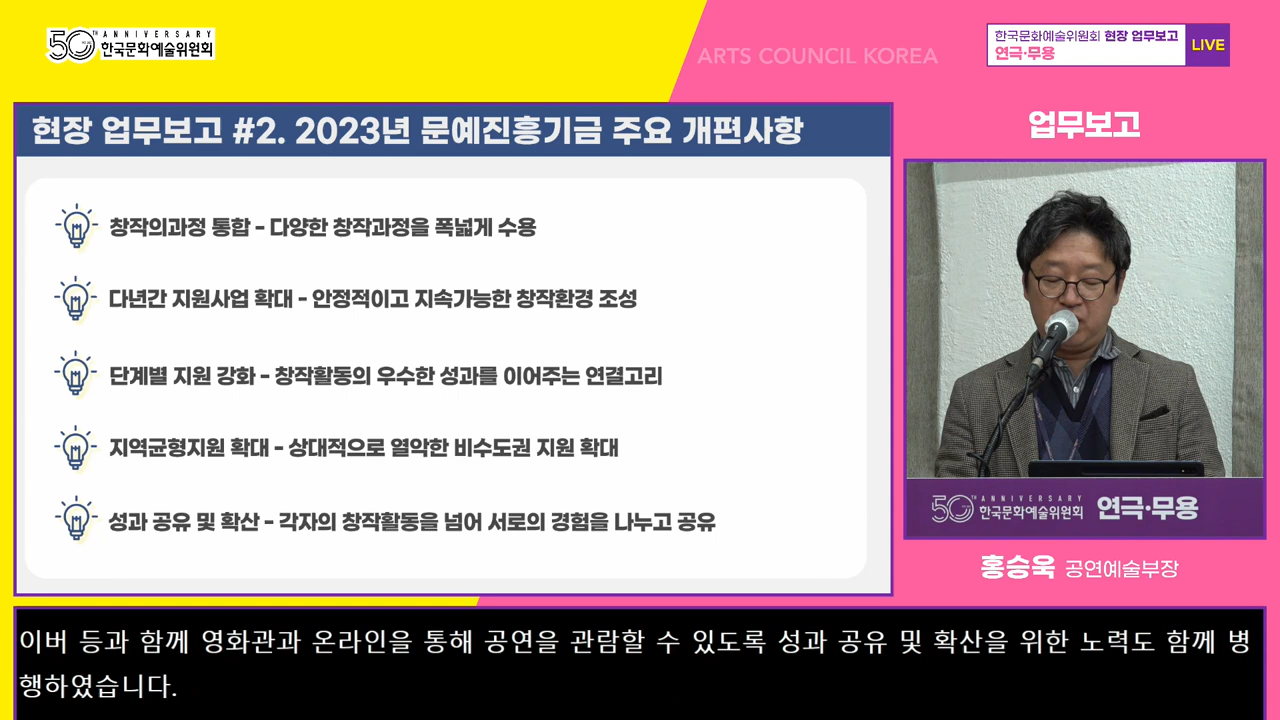 50TH ANNIVERSARY
한국문화예술위원회
ARTS COUNCIL KOREA
한국문화예술위원회 현장 업무보고
연극·무용
LIVE
현장 업무보고 #2. 2023년 문예진흥기금 주요 개편사항
창작의과정 통합 - 다양한 창작과정을 폭넓게 수용
다년간 지원사업 확대 - 안정적이고 지속가능한 창작환경 조성
단계별 지원 강화 - 창작활동의 우수한 성과를 이어주는 연결고리
지역균형지원 확대 - 상대적으로 열악한 비수도권 지원 확대
성과 공유 및 확산 - 각자의 창작활동을 넘어 서로의 경험을 나누고 공유
업무보고
50TH ANNIVERSARY
한국문화예술위원회
연극·무용
홍승욱 공연예술부장
이버 등과 함께 영화관과 온라인을 통해 공연을 관람할 수 있도록 성과 공유 및 확산을 위한 노력도 함께 병
행하였습니다.